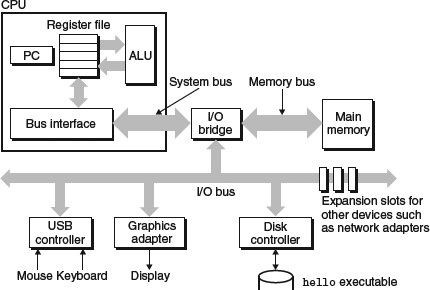 CPU
Register file
PC
ALU
System bus
Memory bus
Bus interface
I/O
bridge
Main
memory
I/O bus
Expansion slots for
other devices such
as network adapters
USB
controller
Graphics
adapter
Disk
controller
Mouse Keyboard
Display
hello executable